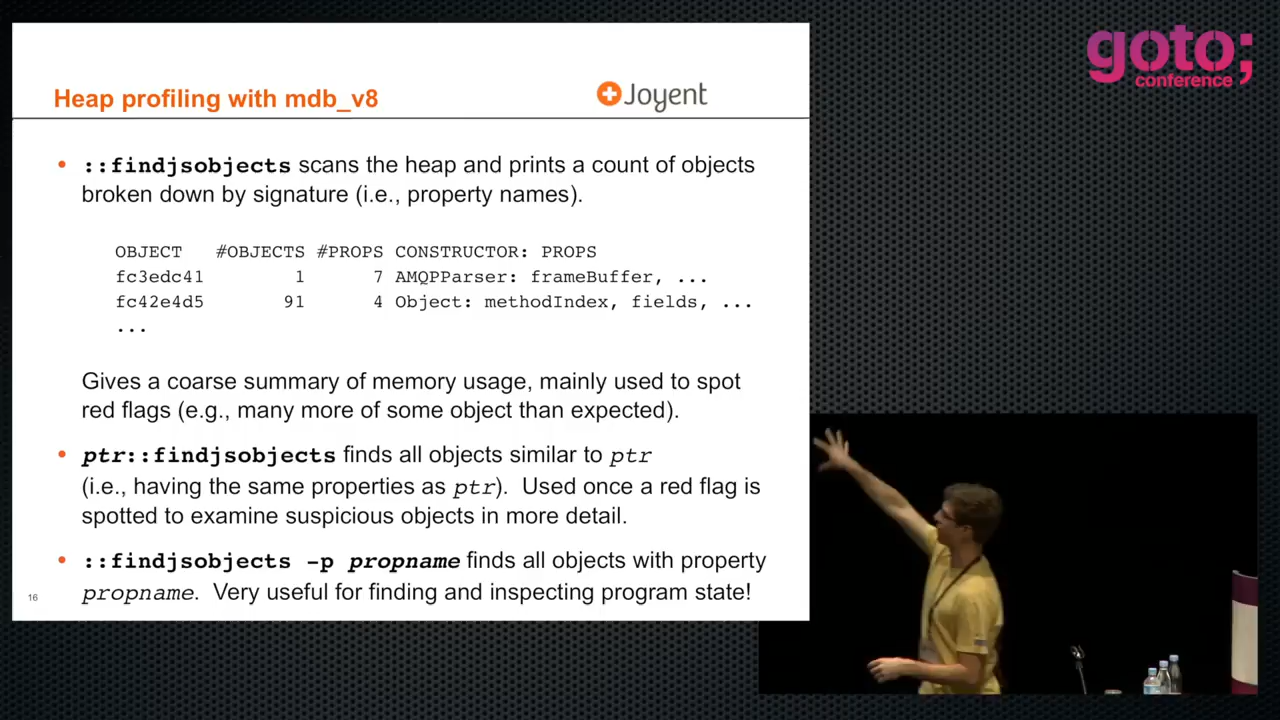 goto;
conference
Heap profiling with mdb_v8
Joyent
• ::findjsobjects scans the heap and prints a count of objects
broken down by signature (i.e., property names).
OBJECT #OBJECTS #PROPS CONSTRUCTOR: PROPS
fc3edc41 1 7 AMQPParser: frameBuffer, ...
fc42e4d5 91 4 Object: methodIndex, fields, ...
...
Gives a coarse summary of memory usage, mainly used to spot
red flags (e.g., many more of some object than expected).
• ptr::findjsobjects finds all objects similar to ptr
(i.e., having the same properties as ptr). Used once a red flag is
spotted to examine suspicious objects in more detail.
• ::findjsobjects -p propname finds all objects with property
propname. Very useful for finding and inspecting program state!
16